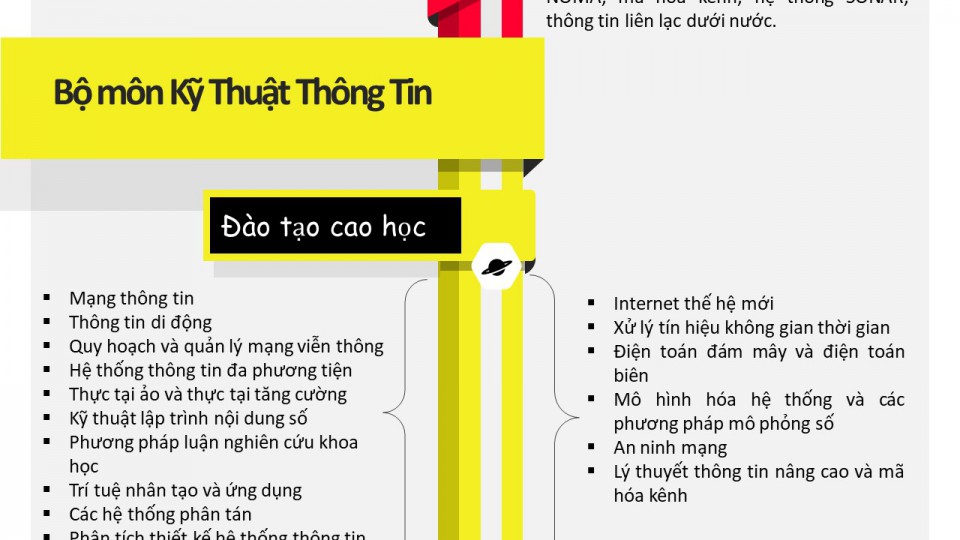 NOMA, mã hóa kênh, hệ thống SONAR,
thông tin liên lạc dưới nước.
Bộ môn Kỹ Thuật Thông Tin
Đào tạo cao học
Mạng thông tin
Thông tin di động
Quy hoạch và quản lý mạng viễn thông
Hệ thống thông tin đa phương tiện
Thực tại ảo và thực tại tăng cường
Kỹ thuật lập trình nội dung số
Phương pháp luận nghiên cứu khoa
học
Trí tuệ nhân tạo và ứng dụng
Các hệ thống phân tán
Phân tích thiết kế hệ thống thông tin
Internet thế hệ mới
Xử lý tín hiệu không gian thời gian
Điện toán đám mây và điện toán
biên
Mô hình hóa hệ thống và các
phương pháp mô phỏng số
An ninh mạng
Lý thuyết thông tin nâng cao và mã
hóa kênh